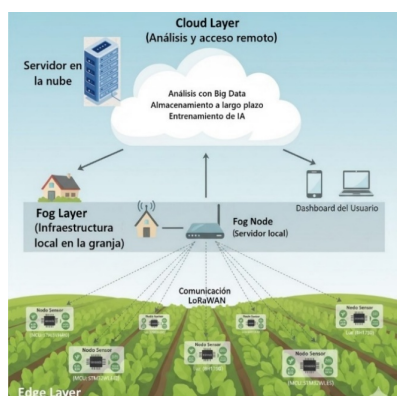 Cloud Layer
(Análisis y acceso remoto)
Servidor en
la nube
Análisis con Big Data
Almacenamiento a largo plazo
Entrenamiento de IA
Fog Layer
(Infraestructura
local en la granja)
Fog Node
(Servidor local)
Dashboard del Usuario
Comunicación
LoRaWAN
Nodo Sensor
Nodo Sensor
Nodo Sensor
Nodo Sensor
Nodo Sensor
Nodo Sensor
Nodo Sensor
Edge Layer